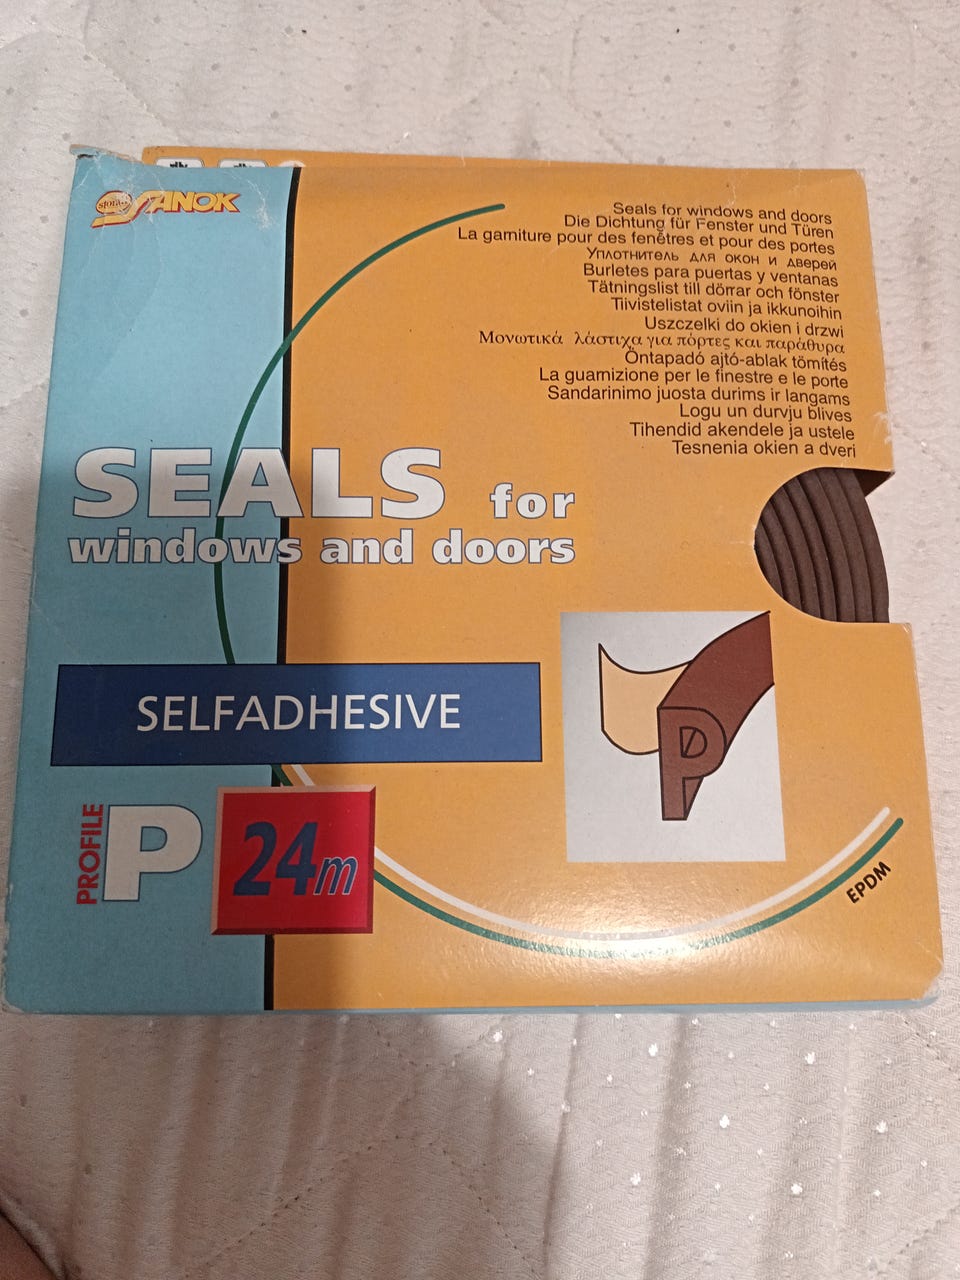 stomil
SANOK
Seals for windows and doors
Die Dichtung für Fenster und Türen
La garniture pour des fenêtres et pour des portes
Уплотнитель для окон и дверей
Burletes para puertas y ventanas
Tätningslist till dörrar och fönster
Tiivistelistat oviin ja ikkunoihin
Uszczelki do okien i drzwi
Μονωτικά λάστιχα για πόρτες και παράθυρα
Öntapadó ajtó-ablak tömítés
La guarnizione per le finestre e le porte
Sandarinimo juosta durims ir langams
Logu un durvju blives
Tihendid akendele ja ustele
Tesnenia okien a dveri
SEALS for
windows and doors
SELFADHESIVE
P
PROFILE
P
24m
EPDM